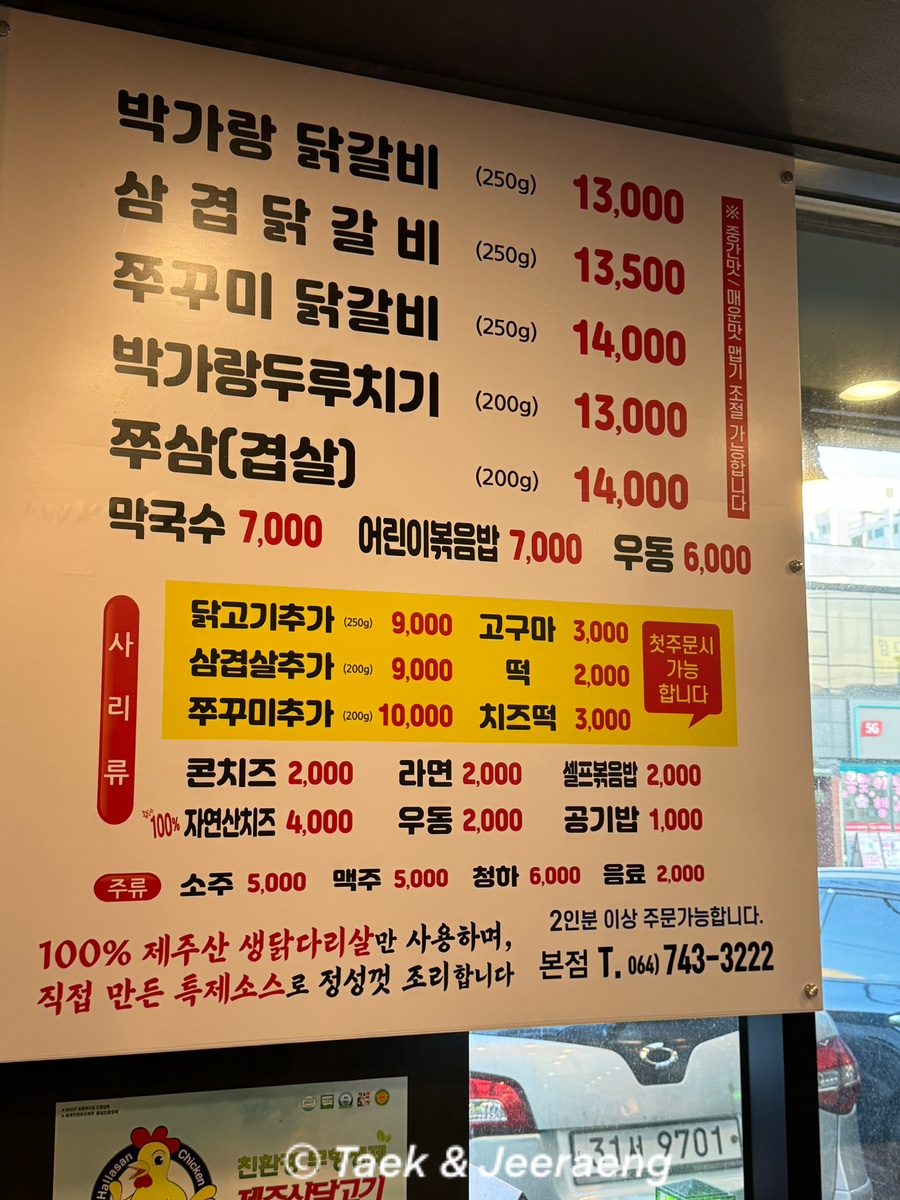 박가랑 닭갈비 (250g) 13,000
삼 겹 닭 갈 비 (250g) 13,500
쭈꾸미 닭갈비 (250g) 14,000
박가랑두루치기 (200g) 13,000
쭈삼(겹살) (200g) 14,000
※ 중간맛 / 매운맛 맵기 조절 가능합니다
막국수 7,000 어린이볶음밥 7,000 우동 6,000
사리류
닭고기추가 (250g) 9,000 고구마 3,000
삼겹살추가 (200g) 9,000 떡 2,000
쭈꾸미추가 (200g) 10,000 치즈떡 3,000
첫주문시
가능
합니다
콘치즈 2,000 라면 2,000 셀프볶음밥 2,000
100% 자연산치즈 4,000 우동 2,000 공기밥 1,000
주류 소주 5,000 맥주 5,000 청하 6,000 음료 2,000
100% 제주산 생닭다리살만 사용하며,
직접 만든 특제소스로 정성껏 조리합니다
2인분 이상 주문가능합니다.
본점 T. 064) 743-3222
5G
Hallasan Chicken
친환경
제주산닭고기
31서 9701
© Taek & Jeeraeng